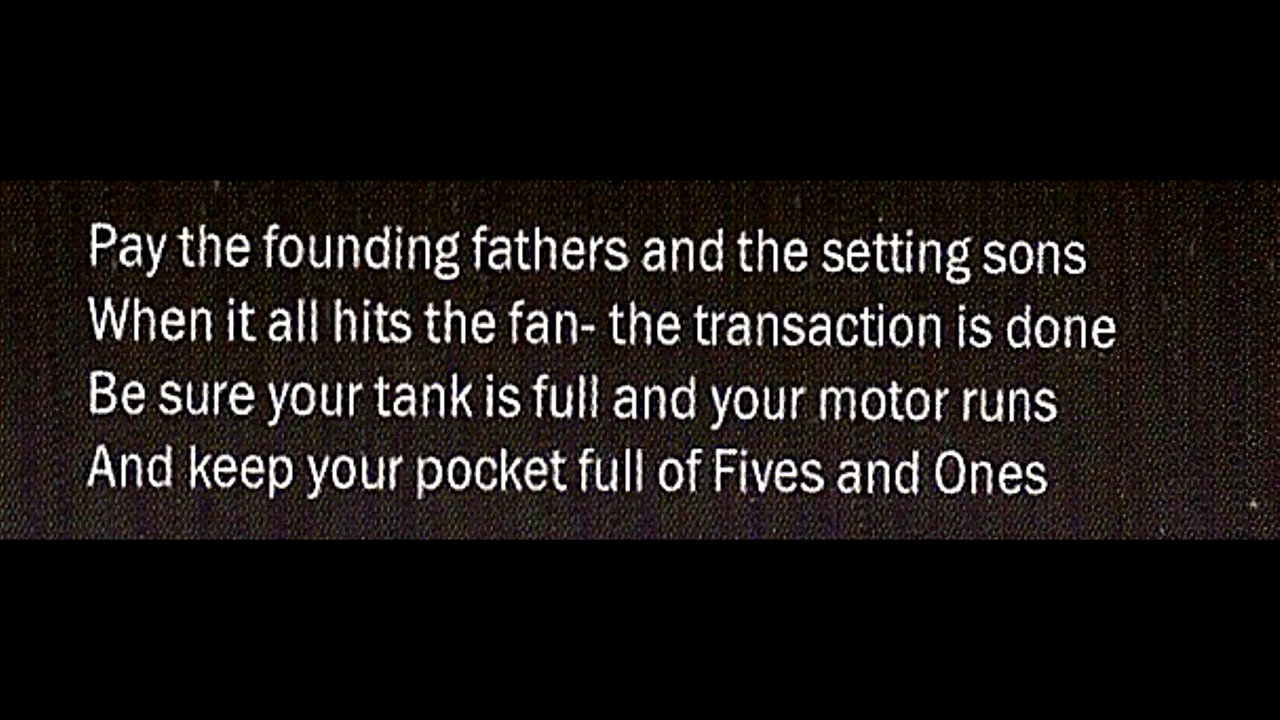 Pay the founding fathers and the setting sons
When it all hits the fan- the transaction is done
Be sure your tank is full and your motor runs
And keep your pocket full of Fives and Ones